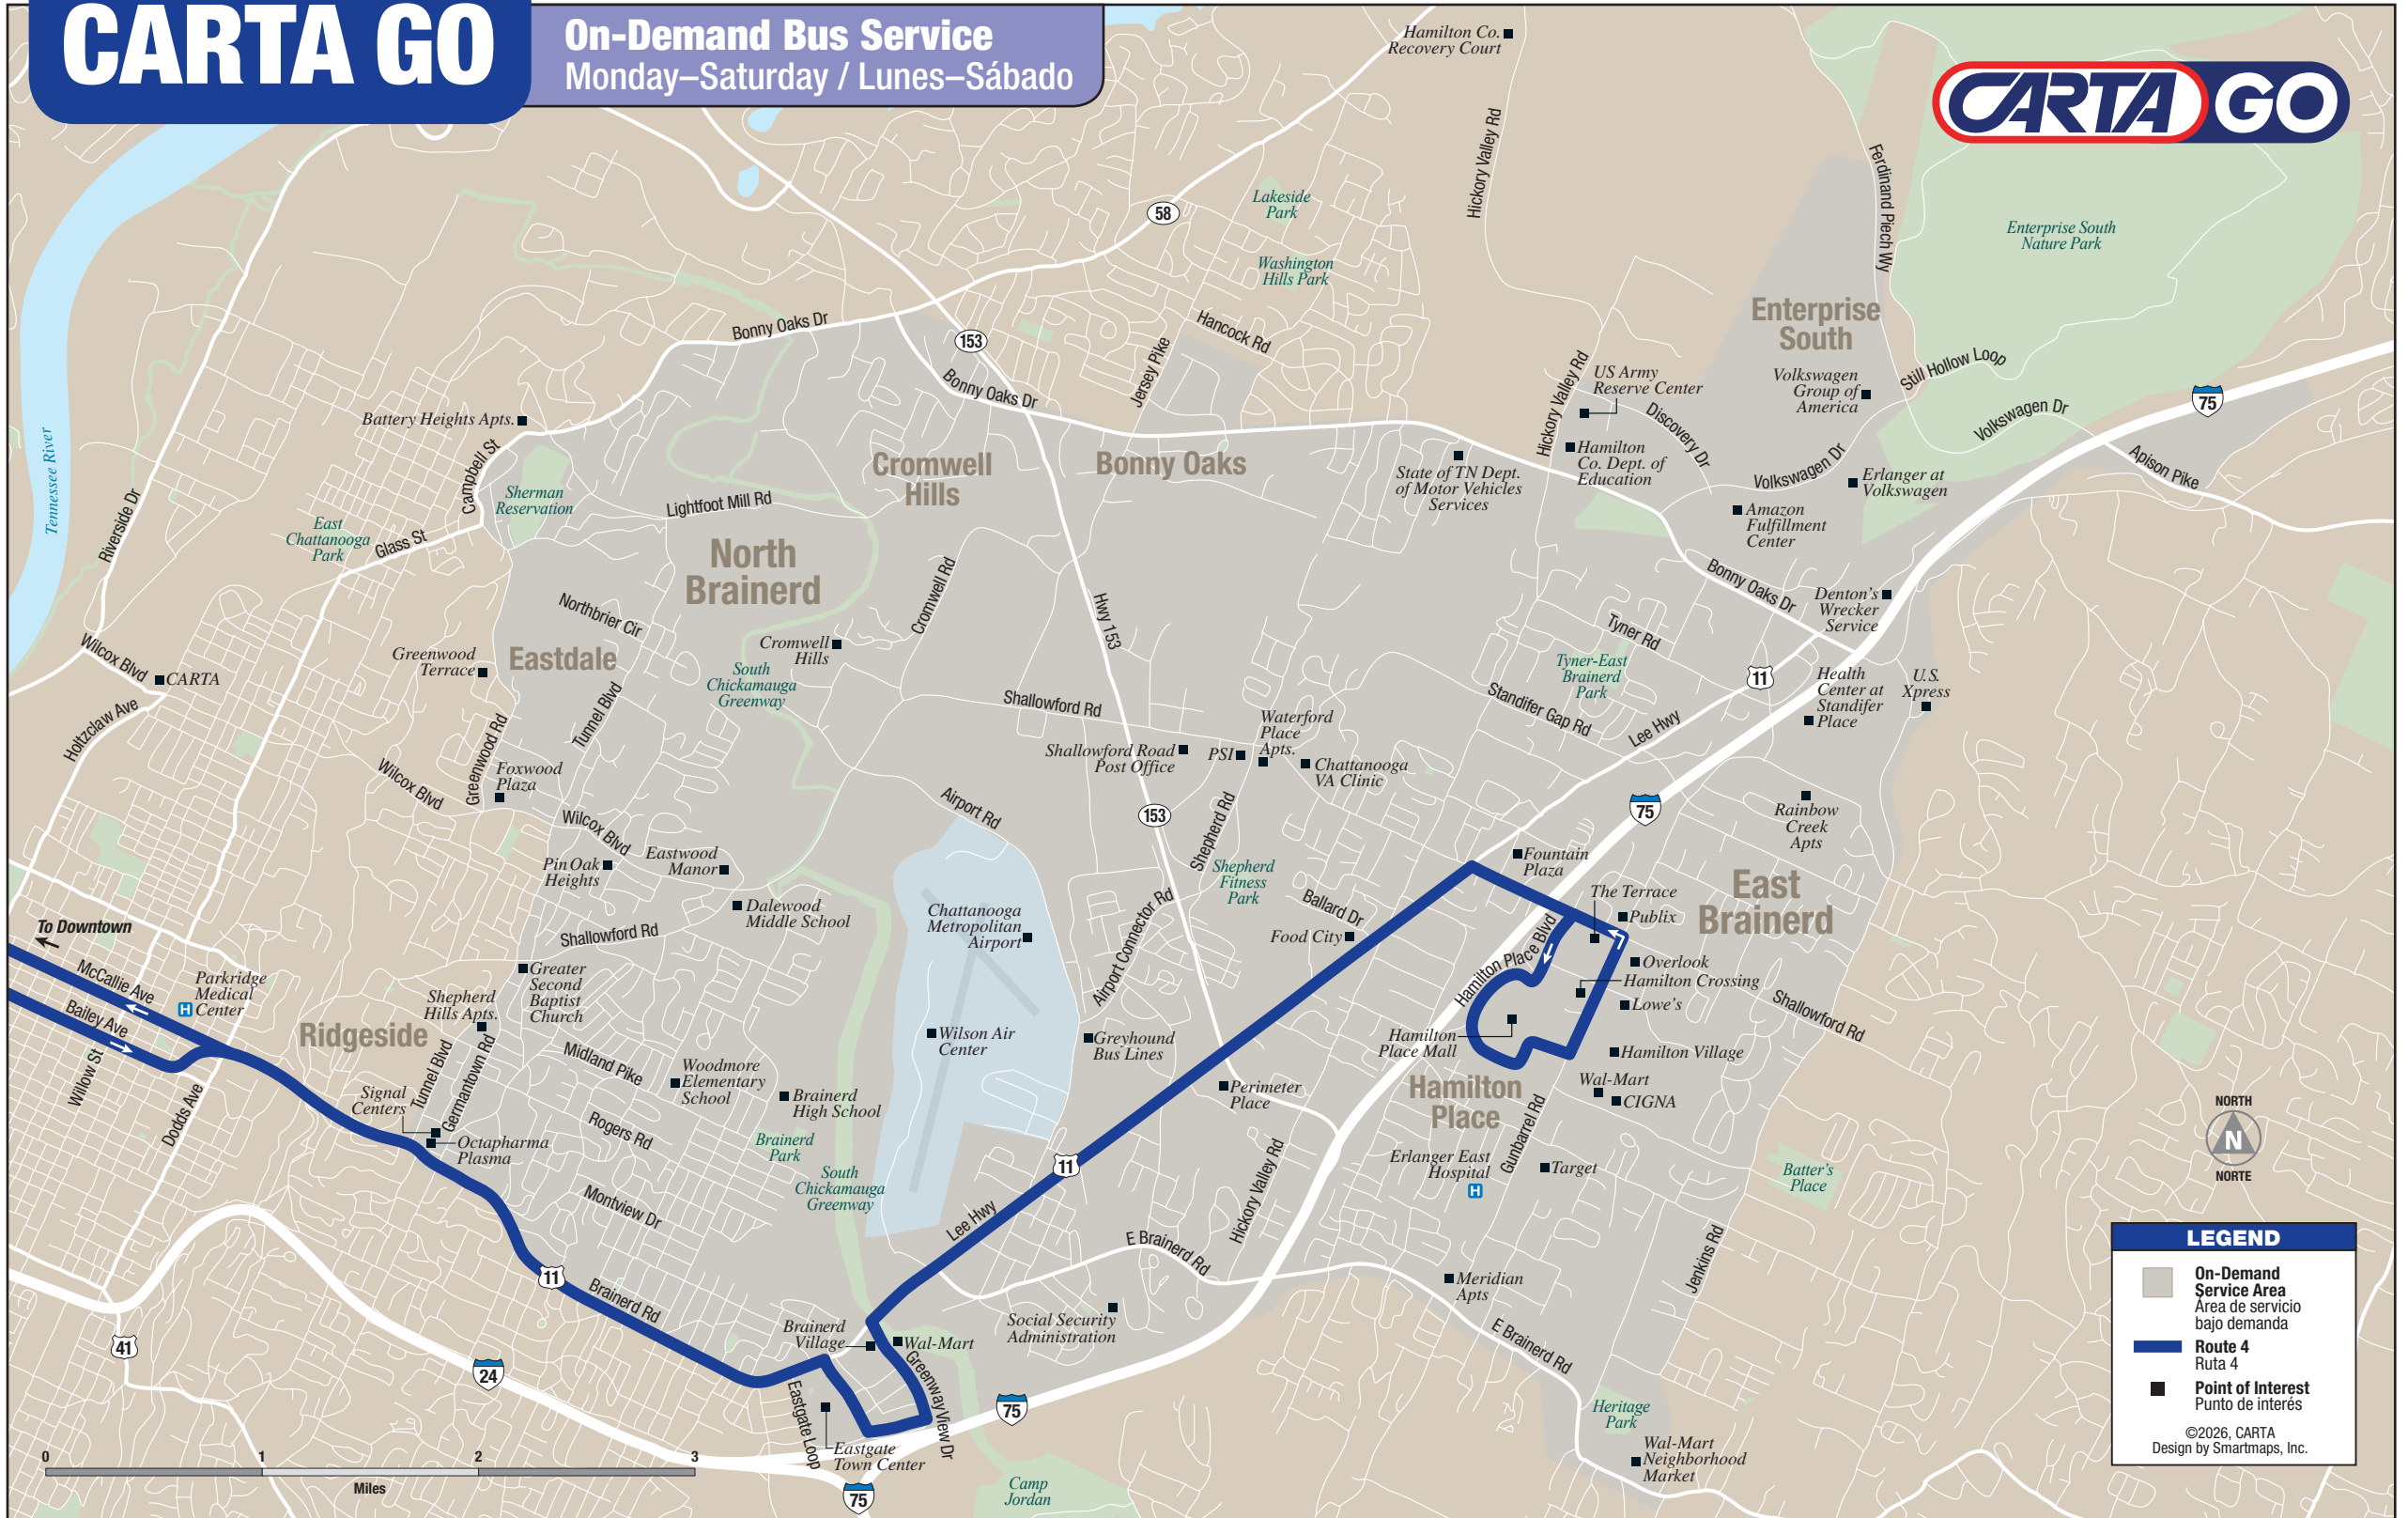 CARTA GO
On-Demand Bus Service
Monday–Saturday / Lunes–Sábado
CARTA GO
Hamilton Co.
Recovery Court
Hickory Valley Rd
Ferdinand Piech Wy
58
Lakeside
Park
Washington
Hills Park
Enterprise South
Nature Park
Enterprise
South
Bonny Oaks Dr
153
Bonny Oaks Dr
Jersey Pike
Hancock Rd
Hickory Valley Rd
US Army
Reserve Center
Discovery Dr
Volkswagen
Group of
America
Still Hollow Loop
Volkswagen Dr
75
Apison Pike
Battery Heights Apts.
Campbell St
Sherman
Reservation
Lightfoot Mill Rd
Cromwell
Hills
Bonny Oaks
State of TN Dept.
of Motor Vehicles
Services
Hamilton
Co. Dept. of
Education
Volkswagen Dr
Erlanger at
Volkswagen
Amazon
Fulfillment
Center
Tennessee River
Riverside Dr
East
Chattanooga
Park
Glass St
North
Brainerd
Northbrier Cir
Cromwell Rd
Hwy 153
Bonny Oaks Dr
Denton's
Wrecker
Service
Tyner Rd
Wilcox Blvd
CARTA
Holtzclaw Ave
Greenwood
Terrace
Eastdale
Cromwell
Hills
South
Chickamauga
Greenway
Tunnel Blvd
Shallowford Rd
Tyner-East
Brainerd
Park
Standifer Gap Rd
Lee Hwy
11
Health
Center at
Standifer
Place
U.S.
Xpress
Greenwood Rd
Wilcox Blvd
Foxwood
Plaza
Shallowford Road
Post Office
PSI
Waterford
Place
Apts.
Chattanooga
VA Clinic
75
Rainbow
Creek
Apts
Wilcox Blvd
Airport Rd
153
Shepherd Rd
Pin Oak
Heights
Eastwood
Manor
Dalewood
Middle School
Shepherd
Fitness
Park
Fountain
Plaza
East
Brainerd
The Terrace
Publix
Chattanooga
Metropolitan
Airport
Airport Connector Rd
Ballard Dr
Food City
Hamilton Place Blvd
Overlook
Hamilton Crossing
Lowe's
Shallowford Rd
To Downtown
McCallie Ave
Bailey Ave
Parkridge
Medical
Center
H
Shallowford Rd
Greater
Second
Baptist
Church
Shepherd
Hills Apts.
Ridgeside
Wilson Air
Center
Greyhound
Bus Lines
Hamilton
Place Mall
Hamilton Village
Willow St
Dodds Ave
Tunnel Blvd
Germantown Rd
Signal
Centers
Octapharma
Plasma
Midland Pike
Woodmore
Elementary
School
Brainerd
High School
Rogers Rd
Brainerd
Park
South
Chickamauga
Greenway
Perimeter
Place
Hamilton
Place
Wal-Mart
CIGNA
Gunbarrel Rd
Erlanger East
Hospital
H
Target
Batter's
Place
NORTH
N
NORTE
Montview Dr
11
Lee Hwy
E Brainerd Rd
Hickory Valley Rd
Jenkins Rd
11
Brainerd Rd
Meridian
Apts
E Brainerd Rd
Brainerd
Village
Wal-Mart
Social Security
Administration
Greenway View Dr
Eastgate Loop
Eastgate
Town Center
41
24
75
75
Camp
Jordan
Heritage
Park
Wal-Mart
Neighborhood
Market
0 1 2 3
Miles
LEGEND
On-Demand
Service Area
Área de servicio
bajo demanda
Route 4
Ruta 4
Point of Interest
Punto de interés
©2026, CARTA
Design by Smartmaps, Inc.